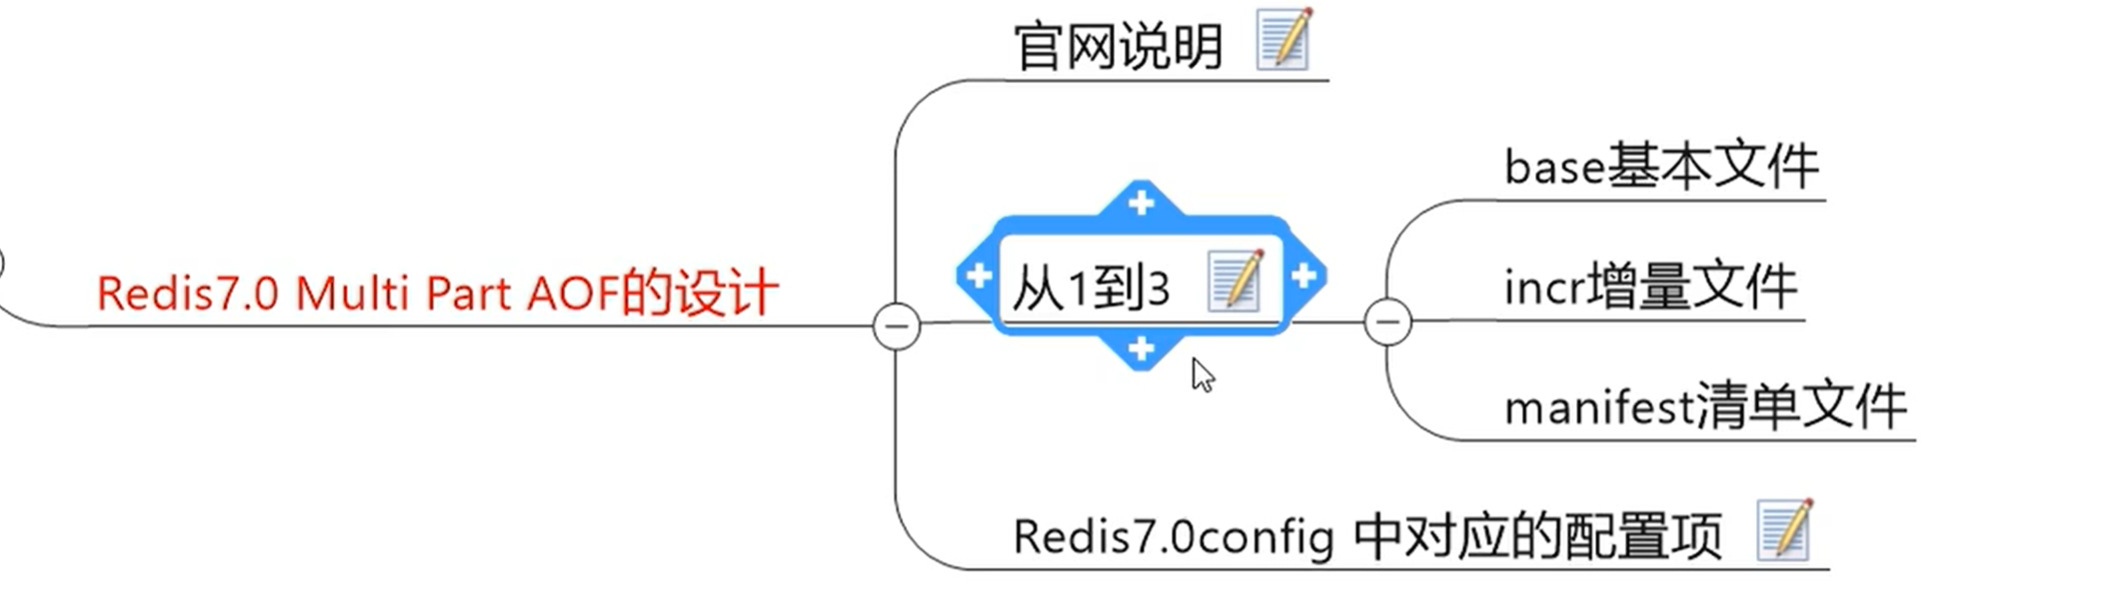 官网说明
base基本文件
Redis7.0 Multi Part AOF的设计
从1到3
incr增量文件
manifest清单文件
Redis7.0config 中对应的配置项